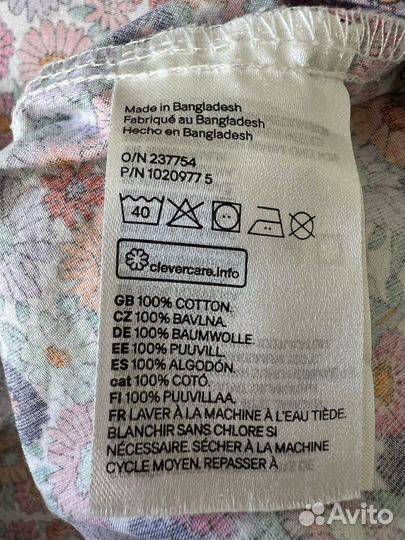 Made in Bangladesh
Fabriqué au Bangladesh
Hecho en Bangladesh
O/N 237754
P/N 1020977 5
40
clevercare.info
GB 100% COTTON.
CZ 100% BAVLNA.
DE 100% BAUMWOLLE.
EE 100% PUUVILL.
ES 100% ALGODÓN.
cat 100% COTÓ.
FI 100% PUUVILLAA.
FR LAVER À LA MACHINE À L'EAU TIÈDE.
BLANCHIR SANS CHLORE SI
NÉCESSAIRE. SÉCHER À LA MACHINE
CYCLE MOYEN. REPASSER À
Avito